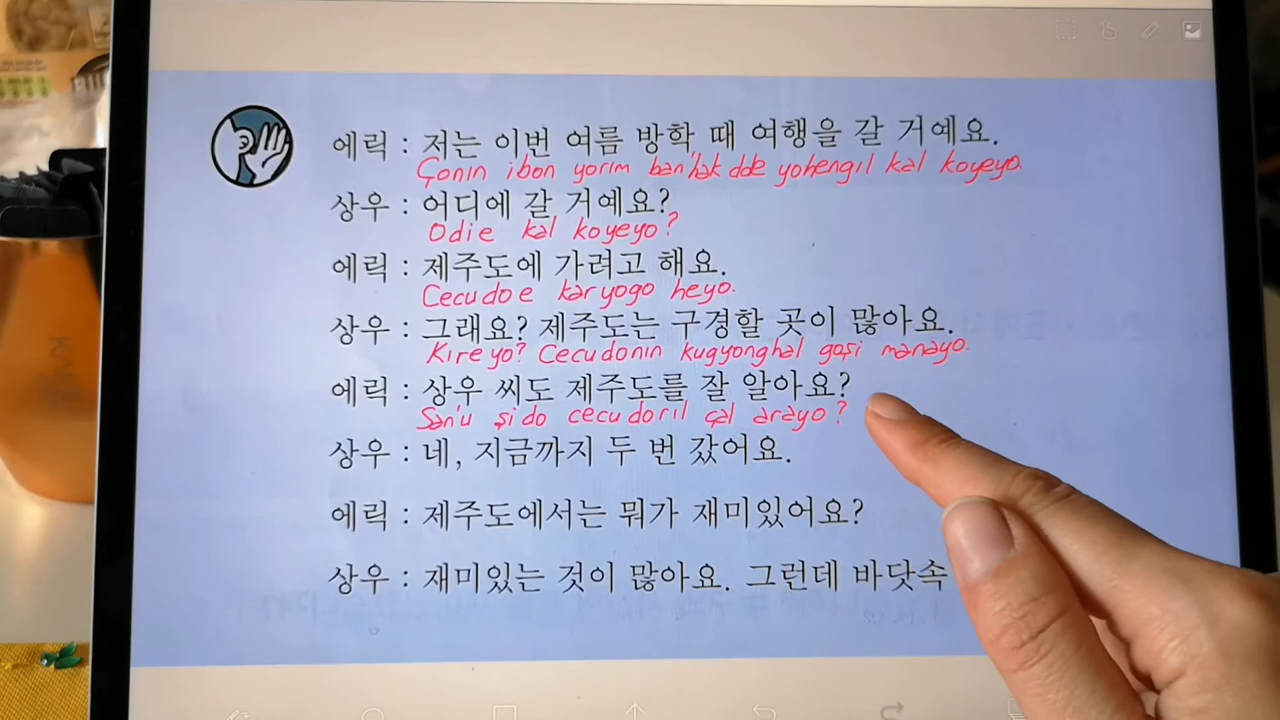 에릭 : 저는 이번 여름 방학 때 여행을 갈 거예요.
Çonın ibon yorım ban'hak dde yohengıl kal koyeyo.
상우 : 어디에 갈 거예요?
Odie kal koyeyo?
에릭 : 제주도에 가려고 해요.
Cecudo e karyogo heyo.
상우 : 그래요? 제주도는 구경할 곳이 많아요.
Kıreyo? Cecudonın kugyonghal goşi manayo.
에릭 : 상우 씨도 제주도를 잘 알아요?
San'u şi do cecudorıl çal arayo?
상우 : 네, 지금까지 두 번 갔어요.
에릭 : 제주도에서는 뭐가 재미있어요?
상우 : 재미있는 것이 많아요. 그런데 바닷속